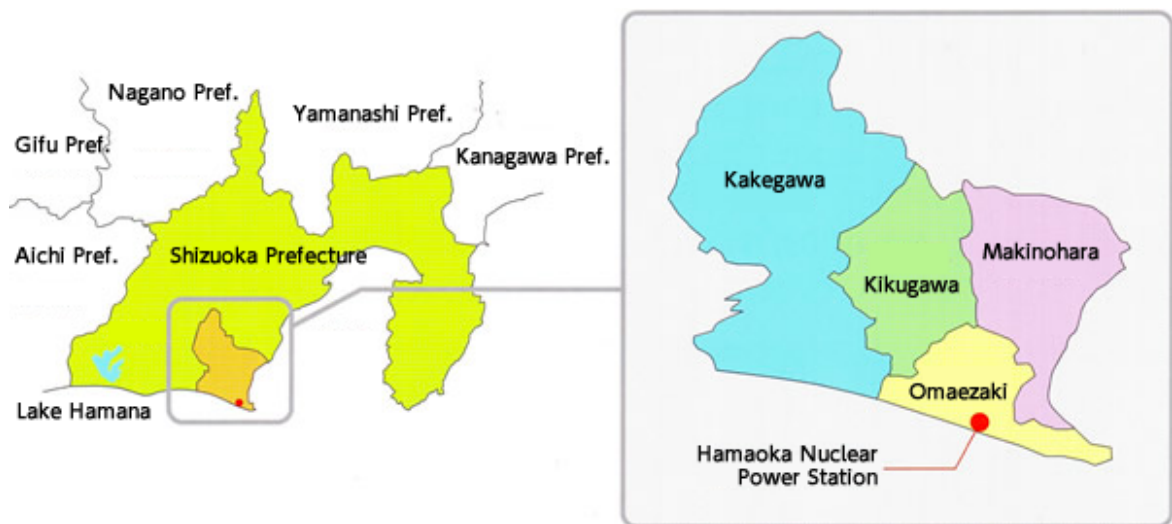 Nagano Pref.
Yamanashi Pref.
Gifu Pref.
Kanagawa Pref.
Aichi Pref.
Shizuoka Prefecture
Lake Hamana
Kakegawa
Makinohara
Kikugawa
Omaezaki
Hamaoka Nuclear
Power Station